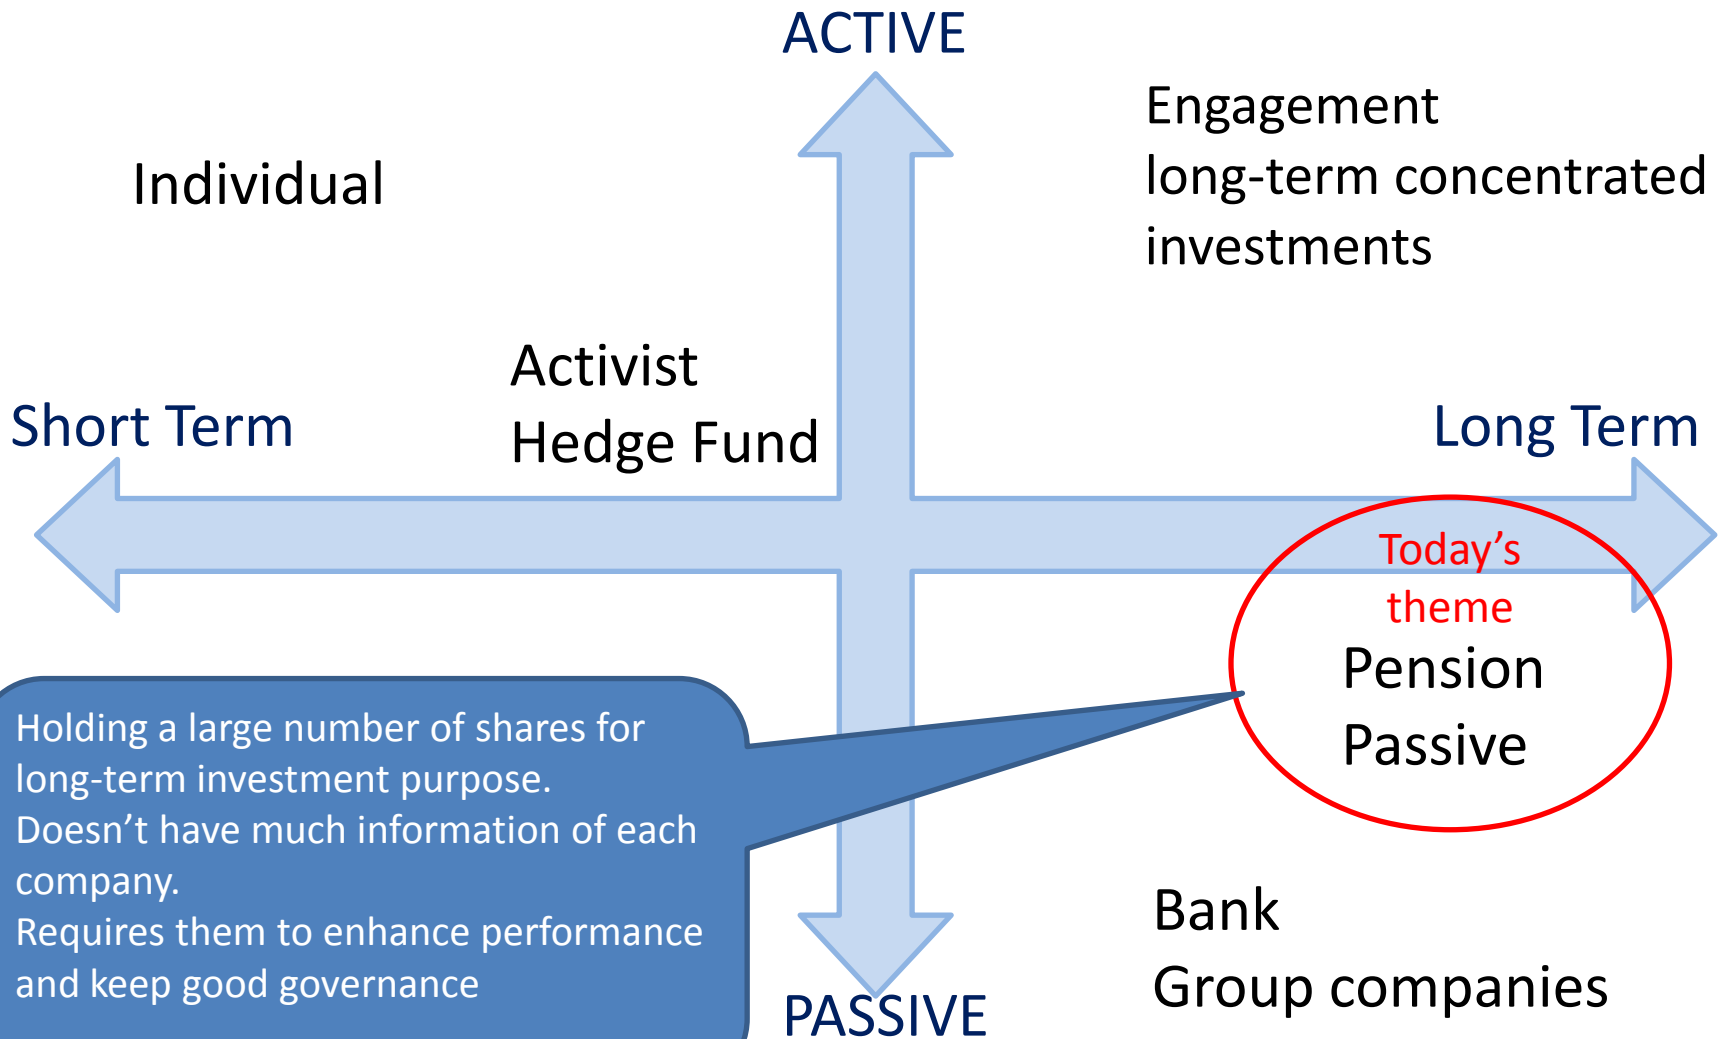 ACTIVE
Individual
Engagement
long-term concentrated
investments
Activist
Hedge Fund
Short Term
Long Term
Today’s
theme
Pension
Passive
Holding a large number of shares for
long-term investment purpose.
Doesn’t have much information of each
company.
Requires them to enhance performance
and keep good governance
Bank
Group companies
PASSIVE